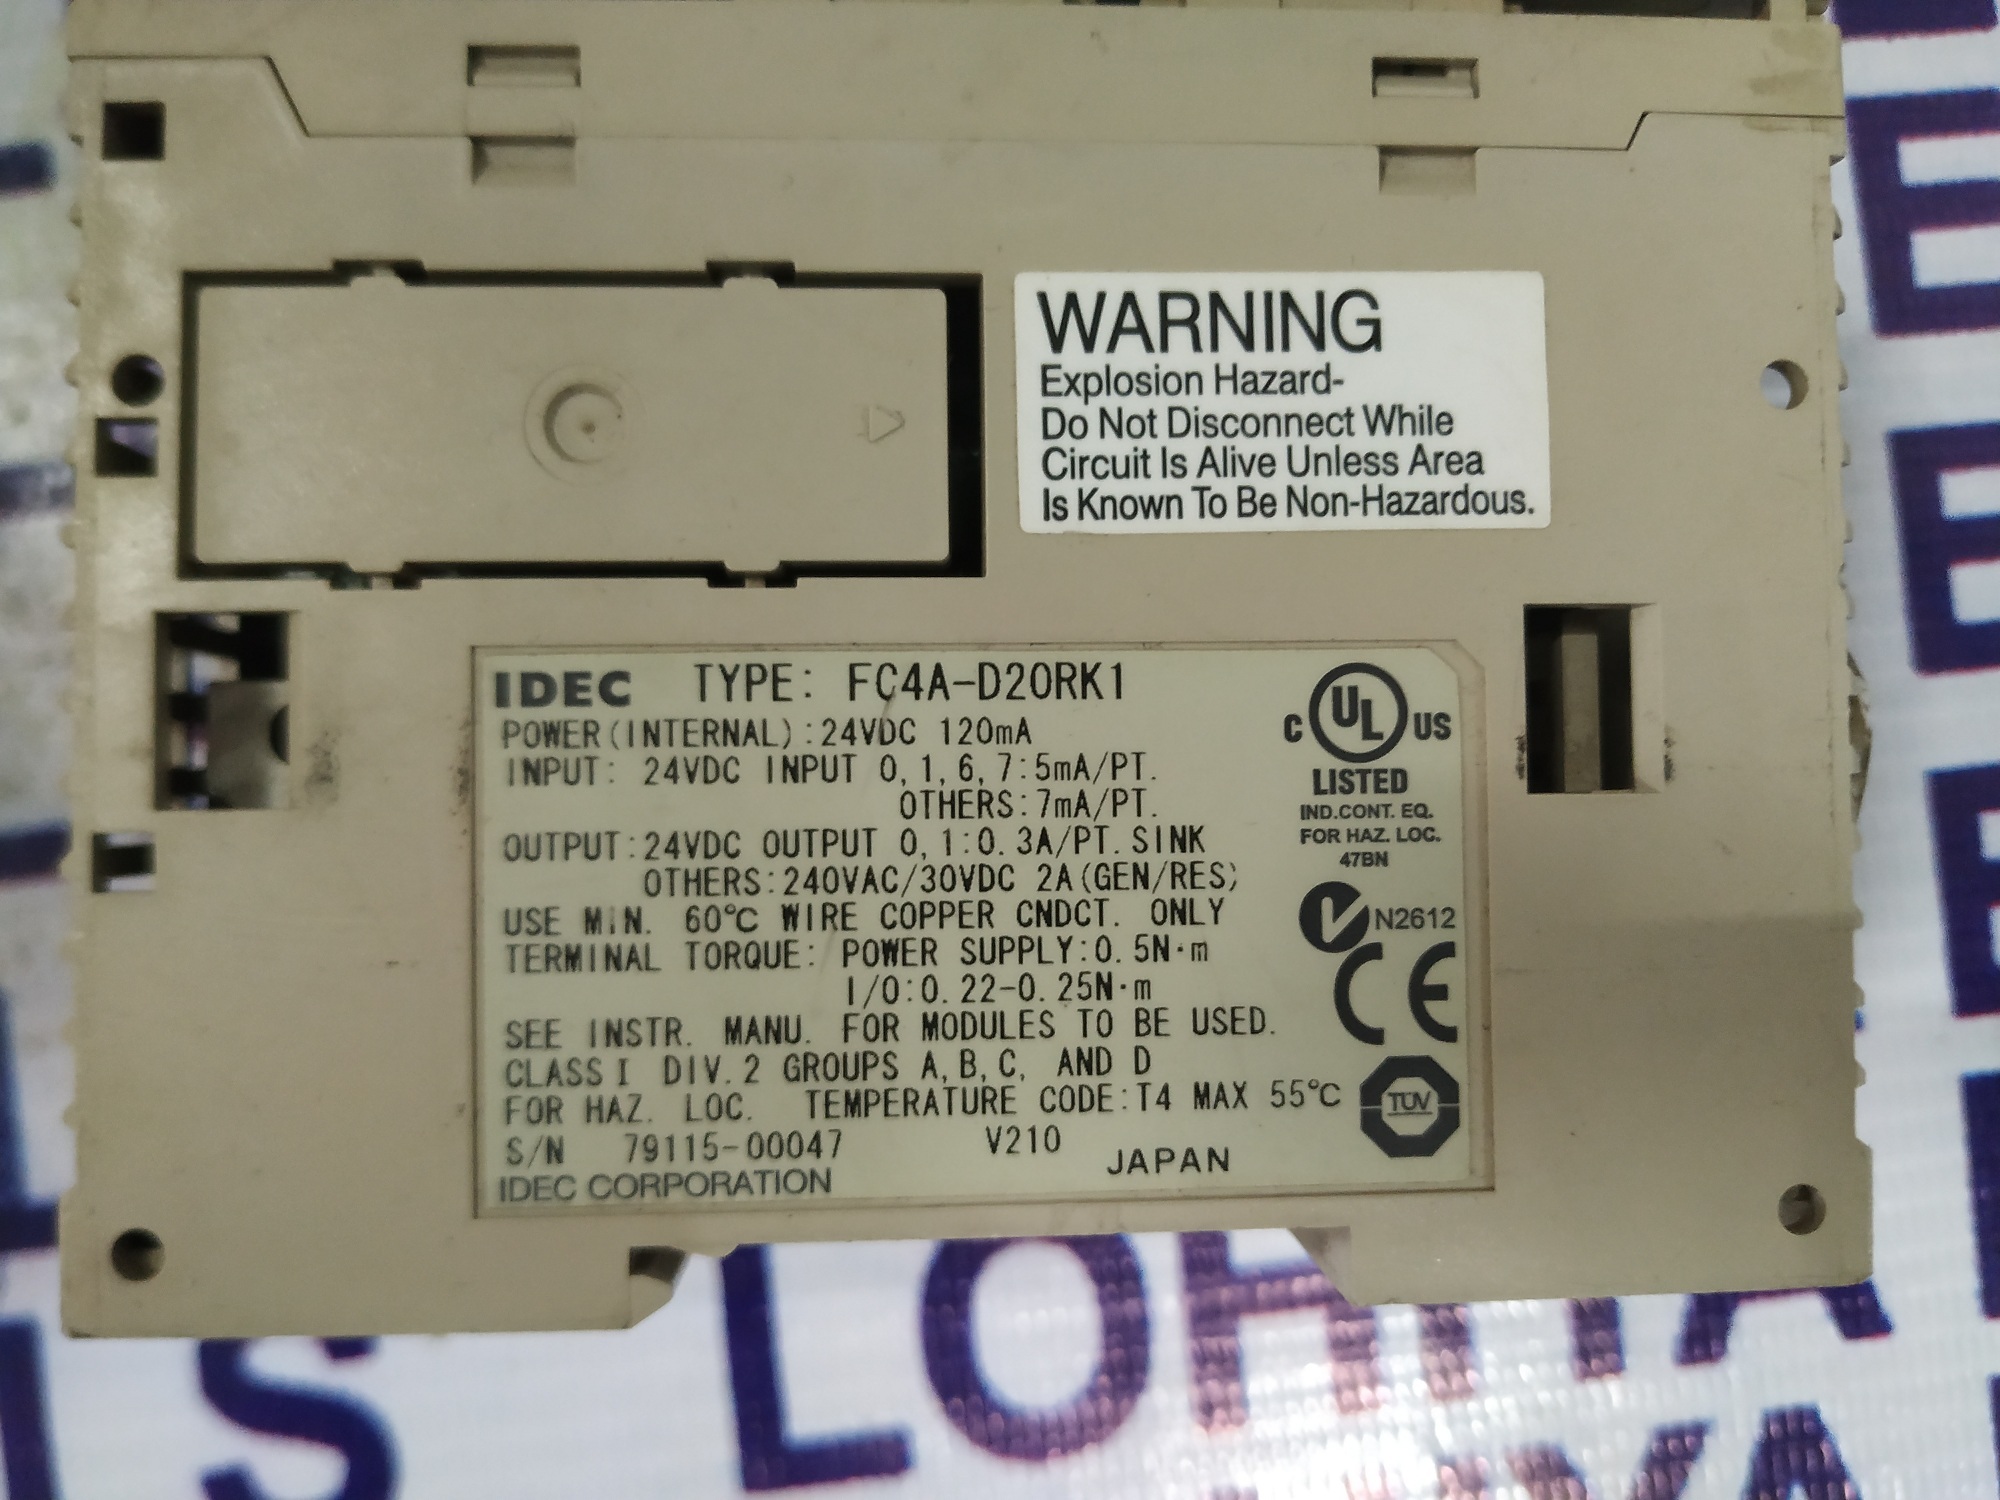 WARNING
Explosion Hazard-
Do Not Disconnect While
Circuit Is Alive Unless Area
Is Known To Be Non-Hazardous.
IDEC TYPE: FC4A-D20RK1
POWER(INTERNAL):24VDC 120mA
INPUT: 24VDC INPUT 0,1,6,7:5mA/PT.
OTHERS:7mA/PT.
OUTPUT:24VDC OUTPUT 0,1:0.3A/PT.SINK
OTHERS:240VAC/30VDC 2A(GEN/RES)
USE MIN. 60℃ WIRE COPPER CNDCT. ONLY
TERMINAL TORQUE: POWER SUPPLY:0.5N·m
I/O:0.22-0.25N·m
SEE INSTR. MANU. FOR MODULES TO BE USED.
CLASS I DIV.2 GROUPS A,B,C, AND D
FOR HAZ. LOC. TEMPERATURE CODE:T4 MAX 55℃
S/N 79115-00047 V210
JAPAN
IDEC CORPORATION
C UL US
LISTED
IND.CONT. EQ.
FOR HAZ. LOC.
47BN
N2612
CE
TUV